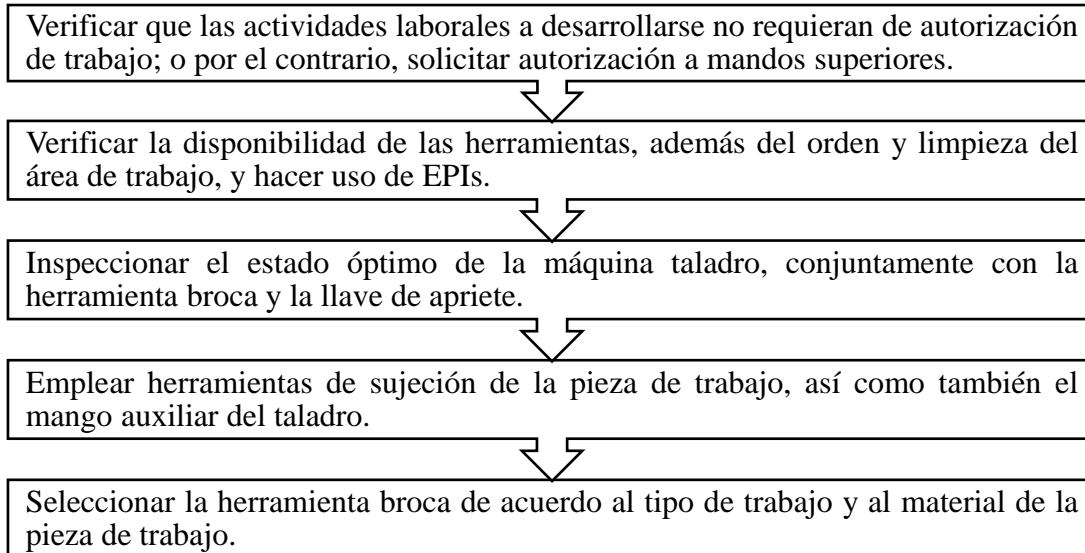 Verificar que las actividades laborales a desarrollarse no requieran de autorización
de trabajo; o por el contrario, solicitar autorización a mandos superiores.
Verificar la disponibilidad de las herramientas, además del orden y limpieza del
área de trabajo, y hacer uso de EPIs.
Inspeccionar el estado óptimo de la máquina taladro, conjuntamente con la
herramienta broca y la llave de apriete.
Emplear herramientas de sujeción de la pieza de trabajo, así como también el
mango auxiliar del taladro.
Seleccionar la herramienta broca de acuerdo al tipo de trabajo y al material de la
pieza de trabajo.